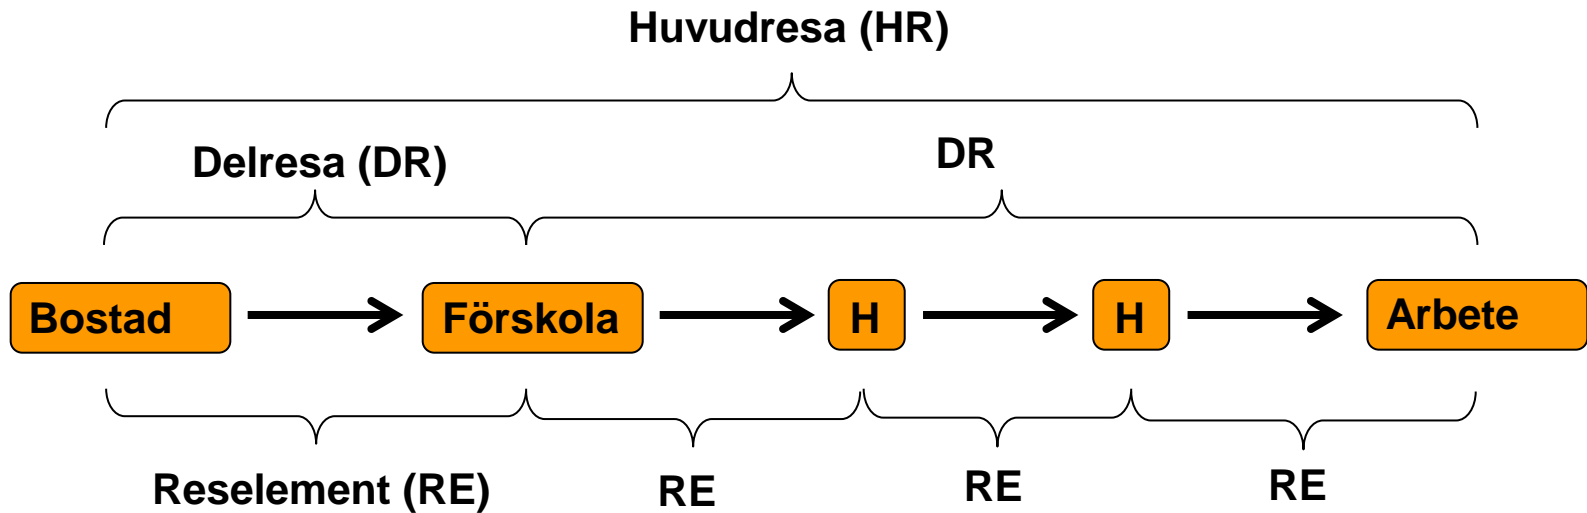 Huvudresa (HR)
Delresa (DR)
DR
Bostad
Förskola
H
H
Arbete
Reselement (RE)
RE
RE
RE